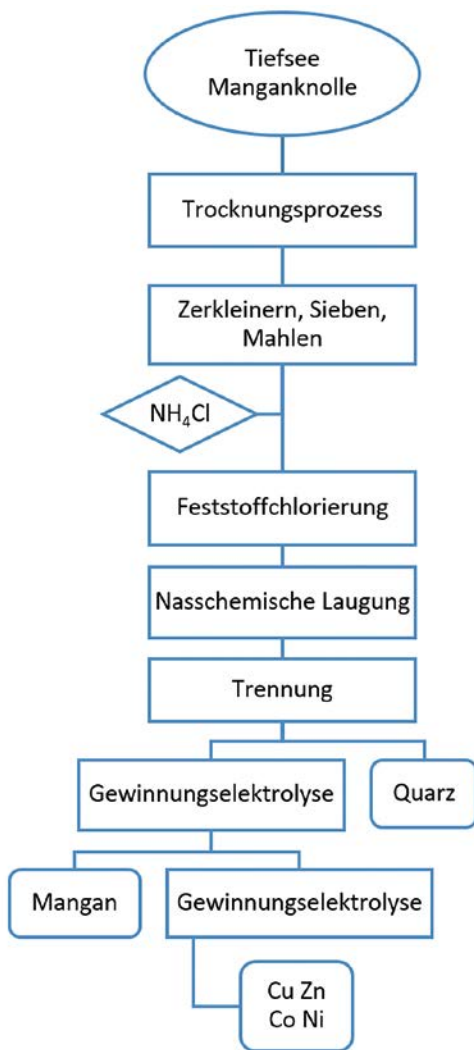 Tiefsee
Manganknolle
Trocknungsprozess
Zerkleinern, Sieben,
Mahlen
NH₄Cl
Feststoffchlorierung
Nasschemische Laugung
Trennung
Gewinnungselektrolyse
Quarz
Mangan
Gewinnungselektrolyse
Cu Zn
Co Ni